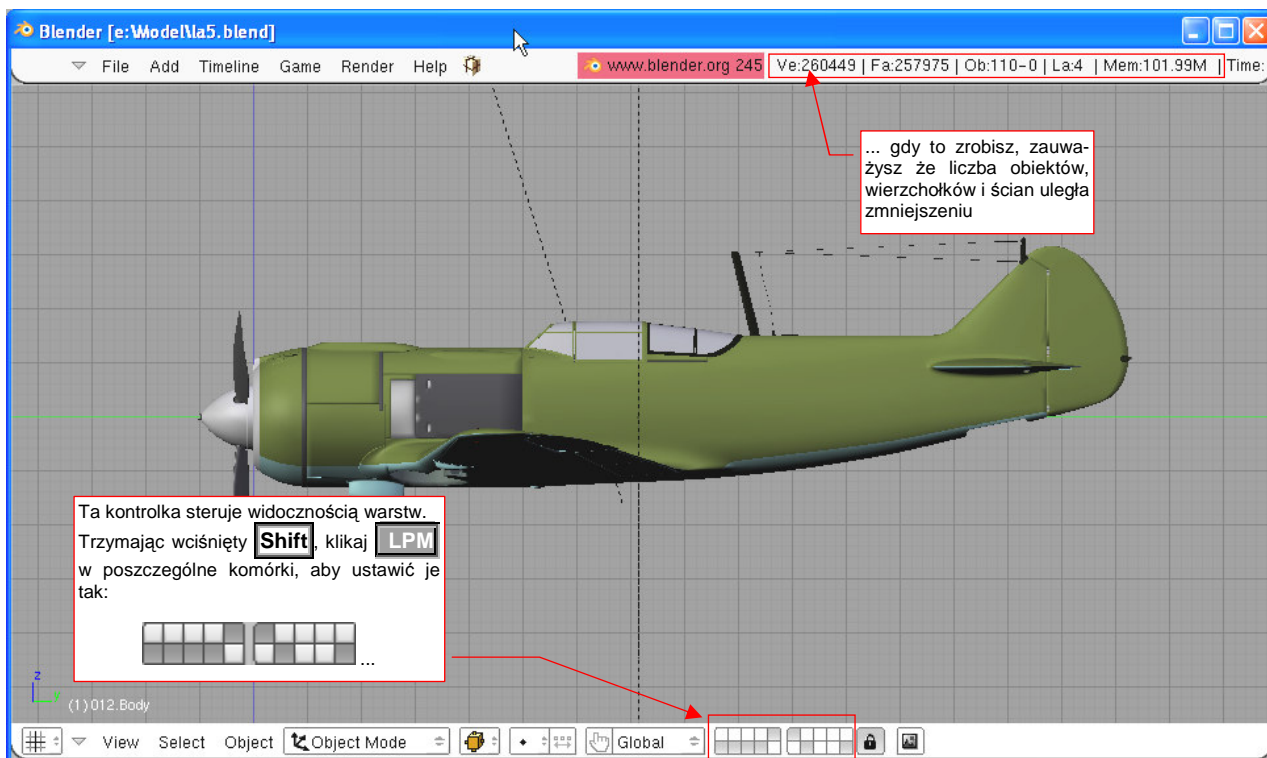 Blender [e:\Model\la5.blend]
File Add Timeline Game Render Help www.blender.org 245 Ve:260449 | Fa:257975 | Ob:110-0 | La:4 | Mem:101.99M | Time:
... gdy to zrobisz, zauwa-
żysz że liczba obiektów,
wierzchołków i ścian uległa
zmniejszeniu
Ta kontrolka steruje widocznością warstw.
Trzymając wciśnięty Shift, klikaj LPM
w poszczególne komórki, aby ustawić je
tak:
...
z
y
(1) 012.Body
View Select Object Object Mode Global